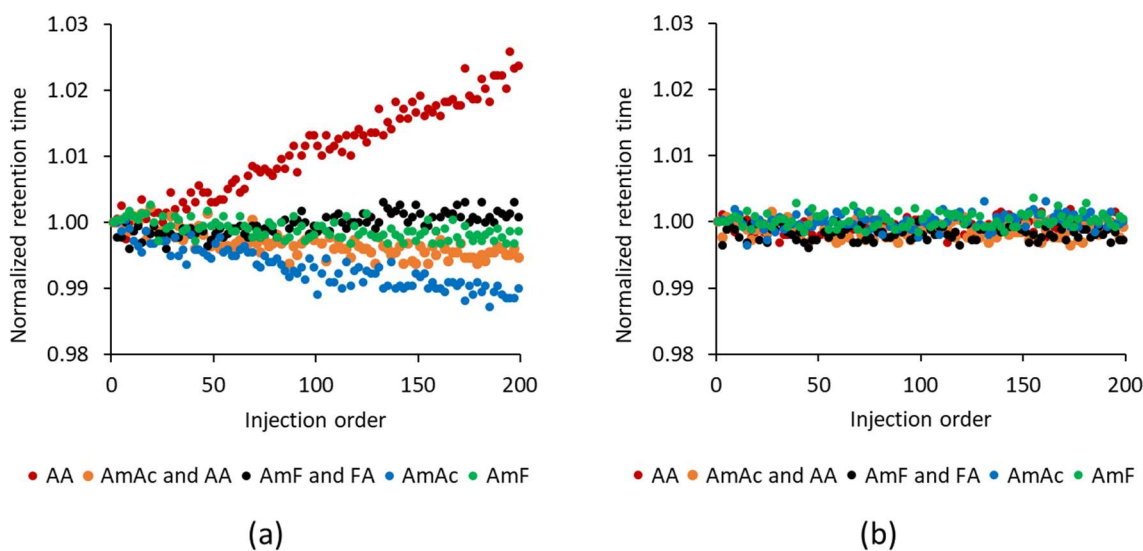 1.03
1.02
1.01
1.00
0.99
0.98
Normalized retention time
0 50 100 150 200
Injection order
AA AmAc and AA AmF and FA AmAc AmF
(a)
1.03
1.02
1.01
1.00
0.99
0.98
Normalized retention time
0 50 100 150 200
Injection order
AA AmAc and AA AmF and FA AmAc AmF
(b)